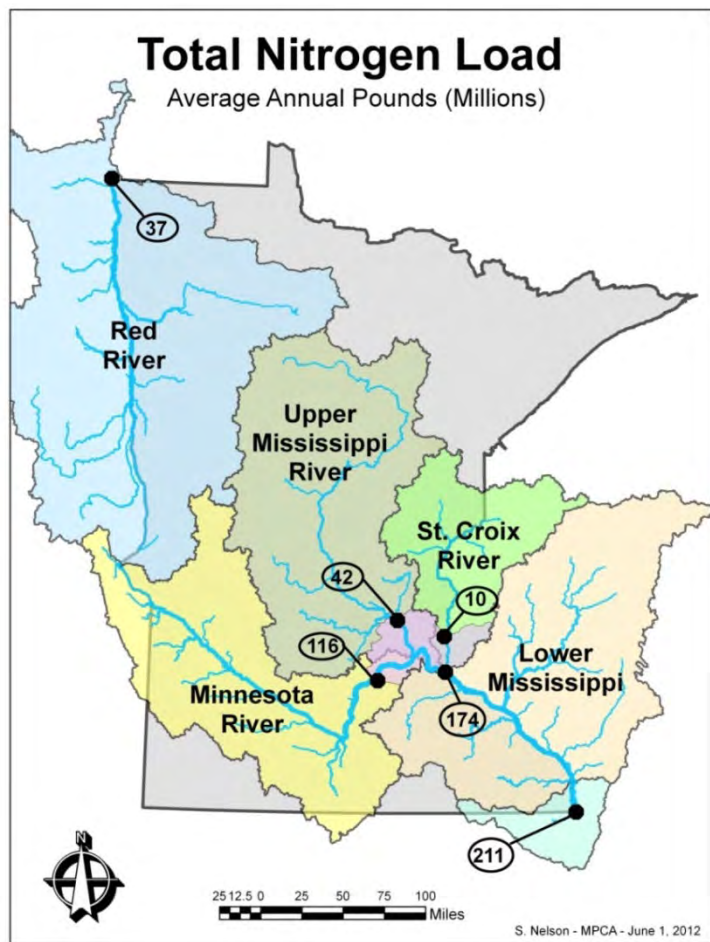 Total Nitrogen Load
Average Annual Pounds (Millions)
37
Red
River
Upper
Mississippi
River
St. Croix
River
42
10
116
Lower
Mississippi
Minnesota
River
174
211
N
25 12.5 0 25 50 75 100
Miles
S. Nelson - MPCA - June 1, 2012